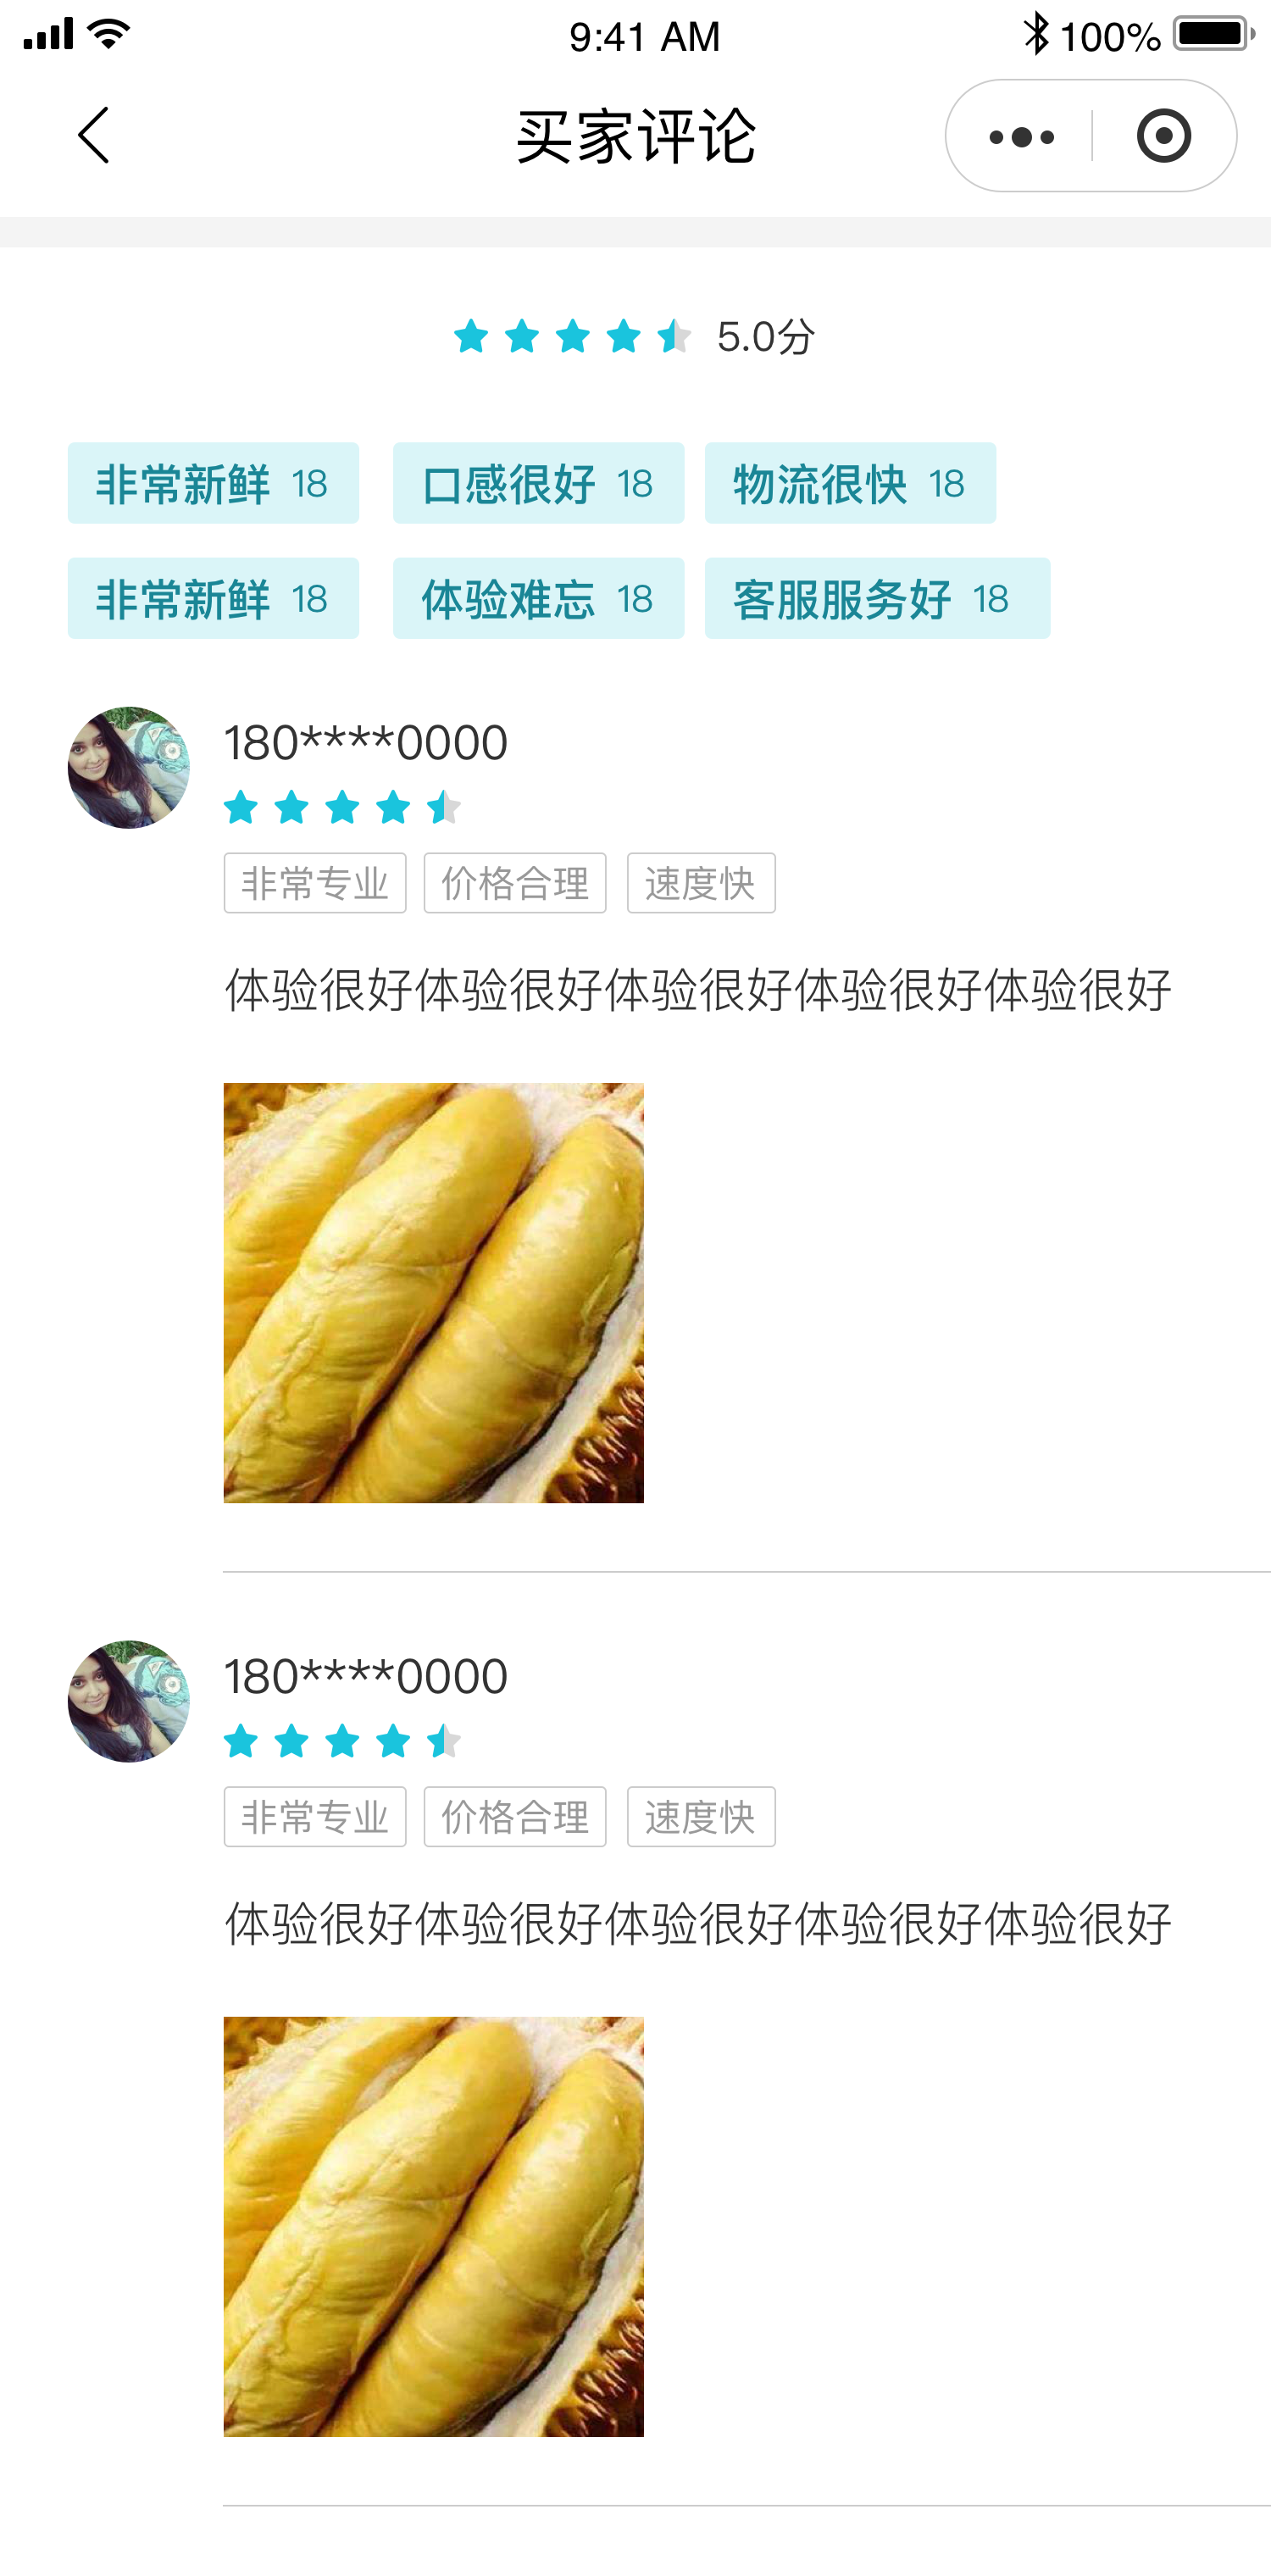 9:41 AM 100%
买家评论
5.0分
非常新鲜 18 口感很好 18 物流很快 18
非常新鲜 18 体验难忘 18 客服服务好 18
180****0000
非常专业 价格合理 速度快
体验很好体验很好体验很好体验很好体验很好
180****0000
非常专业 价格合理 速度快
体验很好体验很好体验很好体验很好体验很好